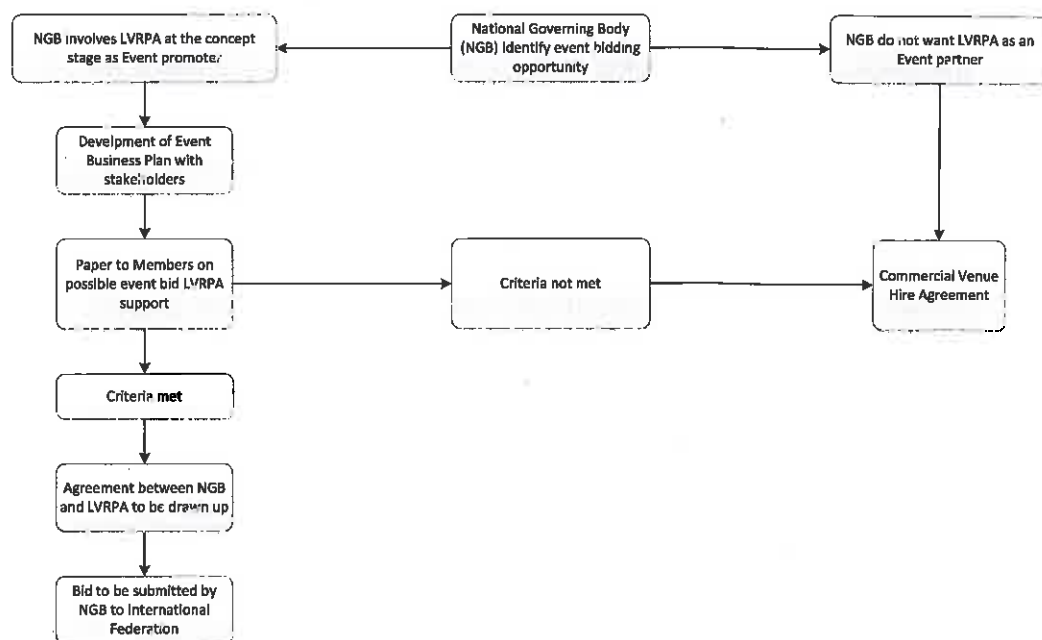 NGB involves LVRPA at the concept
stage as Event promoter
National Governing Body
(NGB) Identify event bidding
opportunity
NGB do not want LVRPA as an
Event partner
Develpment of Event
Business Plan with
stakeholders
Paper to Members on
possible event bid LVRPA
support
Criteria not met
Commercial Venue
Hire Agreement
Criteria met
Agreement between NGB
and LVRPA to be drawn up
Bid to be submitted by
NGB to International
Federation